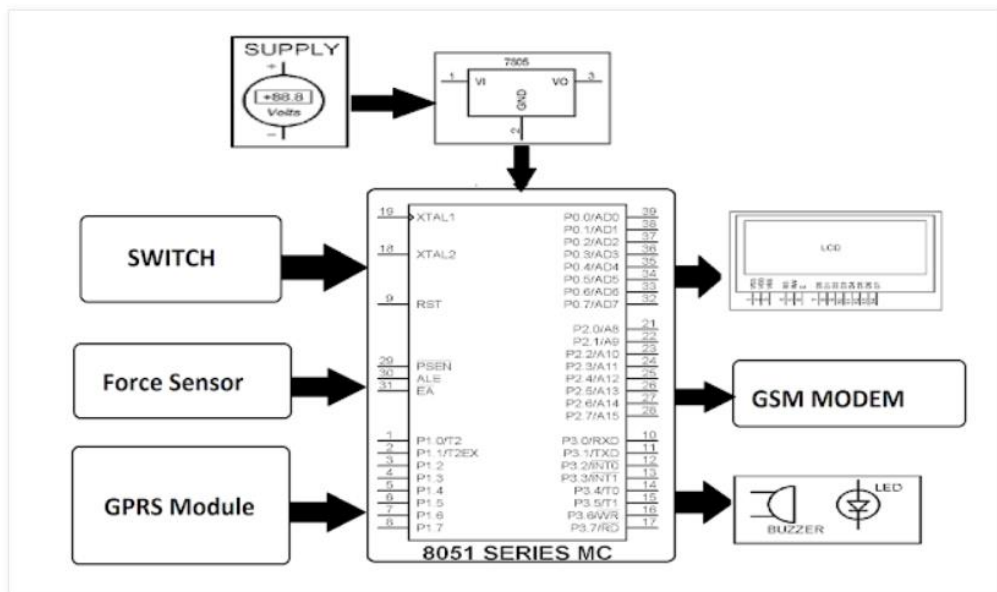 SUPPLY
+
+88.8
Volts
−
7805
1 VI VO 3
GND
2
SWITCH
Force Sensor
GPRS Module
19 XTAL1
18 XTAL2
9 RST
29 PSEN
30 ALE
31 EA
1 P1.0/T2
2 P1.1/T2EX
3 P1.2
4 P1.3
5 P1.4
6 P1.5
7 P1.6
8 P1.7
P0.0/AD0 39
P0.1/AD1 38
P0.2/AD2 37
P0.3/AD3 36
P0.4/AD4 35
P0.5/AD5 34
P0.6/AD6 33
P0.7/AD7 32
P2.0/A8 21
P2.1/A9 22
P2.2/A10 23
P2.3/A11 24
P2.4/A12 25
P2.5/A13 26
P2.6/A14 27
P2.7/A15 28
P3.0/RXD 10
P3.1/TXD 11
P3.2/INT0 12
P3.3/INT1 13
P3.4/T0 14
P3.5/T1 15
P3.6/WR 16
P3.7/RD 17
8051 SERIES MC
LCD
GSM MODEM
LED
BUZZER